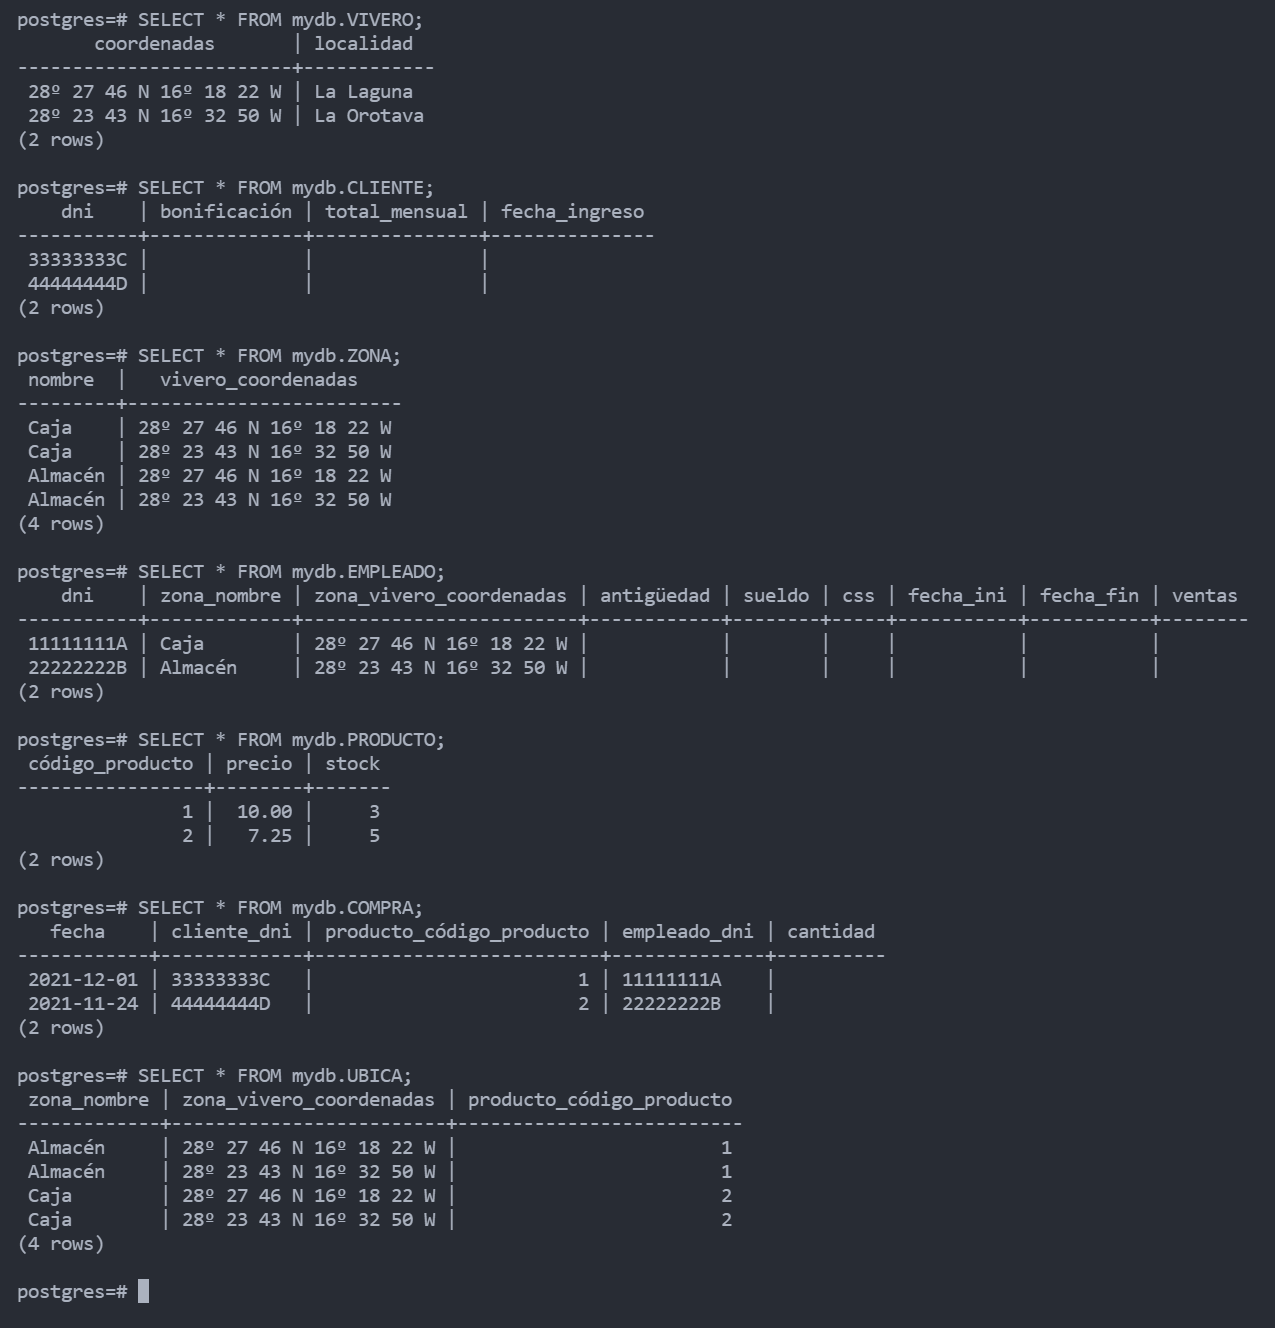 postgres=# SELECT * FROM mydb.VIVERO;
       coordenadas       | localidad
-------------------------+------------
 28º 27 46 N 16º 18 22 W | La Laguna
 28º 23 43 N 16º 32 50 W | La Orotava
(2 rows)

postgres=# SELECT * FROM mydb.CLIENTE;
    dni    | bonificación | total_mensual | fecha_ingreso
-----------+--------------+---------------+---------------
 33333333C |              |               |
 44444444D |              |               |
(2 rows)

postgres=# SELECT * FROM mydb.ZONA;
 nombre  |   vivero_coordenadas
---------+-------------------------
 Caja    | 28º 27 46 N 16º 18 22 W
 Caja    | 28º 23 43 N 16º 32 50 W
 Almacén | 28º 27 46 N 16º 18 22 W
 Almacén | 28º 23 43 N 16º 32 50 W
(4 rows)

postgres=# SELECT * FROM mydb.EMPLEADO;
    dni    | zona_nombre | zona_vivero_coordenadas | antigüedad | sueldo | css | fecha_ini | fecha_fin | ventas
-----------+-------------+-------------------------+------------+--------+-----+-----------+-----------+--------
 11111111A | Caja        | 28º 27 46 N 16º 18 22 W |            |        |     |           |           |
 22222222B | Almacén     | 28º 23 43 N 16º 32 50 W |            |        |     |           |           |
(2 rows)

postgres=# SELECT * FROM mydb.PRODUCTO;
 código_producto | precio | stock
-----------------+--------+-------
               1 |  10.00 |     3
               2 |   7.25 |     5
(2 rows)

postgres=# SELECT * FROM mydb.COMPRA;
   fecha    | cliente_dni | producto_código_producto | empleado_dni | cantidad
------------+-------------+--------------------------+--------------+----------
 2021-12-01 | 33333333C   |                        1 | 11111111A    |
 2021-11-24 | 44444444D   |                        2 | 22222222B    |
(2 rows)

postgres=# SELECT * FROM mydb.UBICA;
 zona_nombre | zona_vivero_coordenadas | producto_código_producto
-------------+-------------------------+--------------------------
 Almacén     | 28º 27 46 N 16º 18 22 W |                        1
 Almacén     | 28º 23 43 N 16º 32 50 W |                        1
 Caja        | 28º 27 46 N 16º 18 22 W |                        2
 Caja        | 28º 23 43 N 16º 32 50 W |                        2
(4 rows)

postgres=#